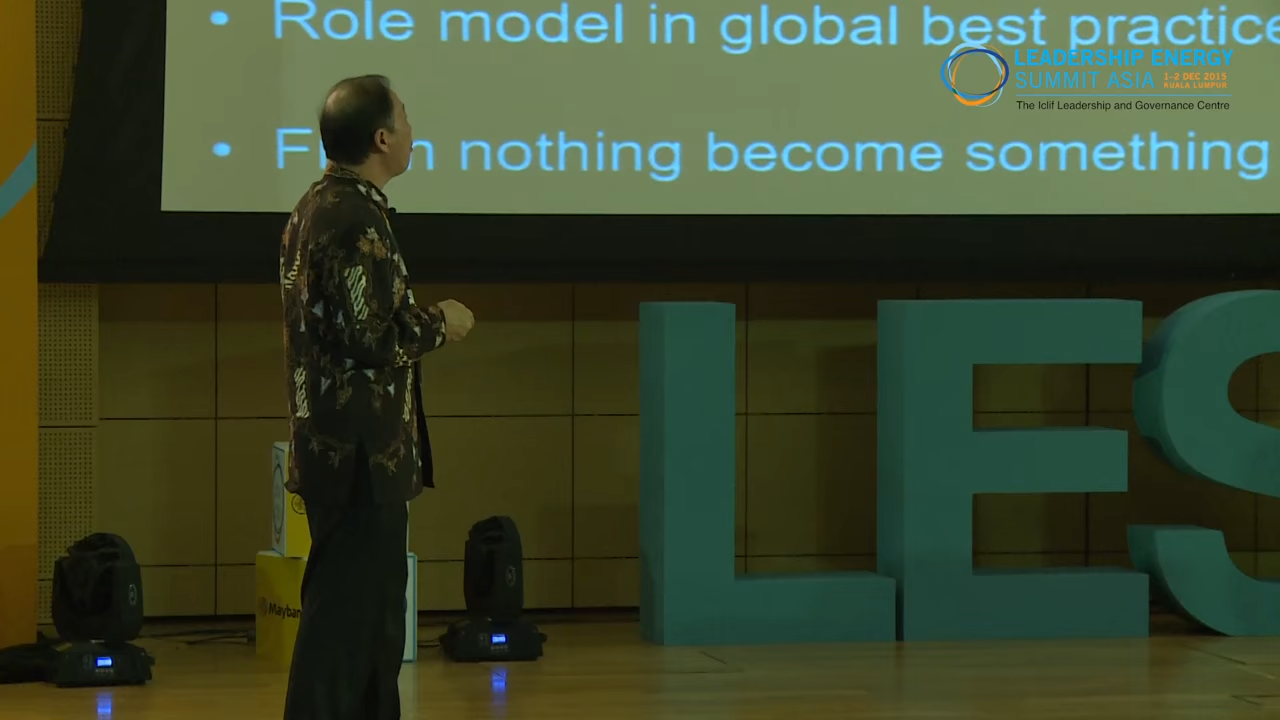 • Role model in global best practice
LEADERSHIP ENERGY
SUMMIT ASIA 1-2 DEC 2015
KUALA LUMPUR
The Iclif Leadership and Governance Centre
• nothing become something
LES
Mayban